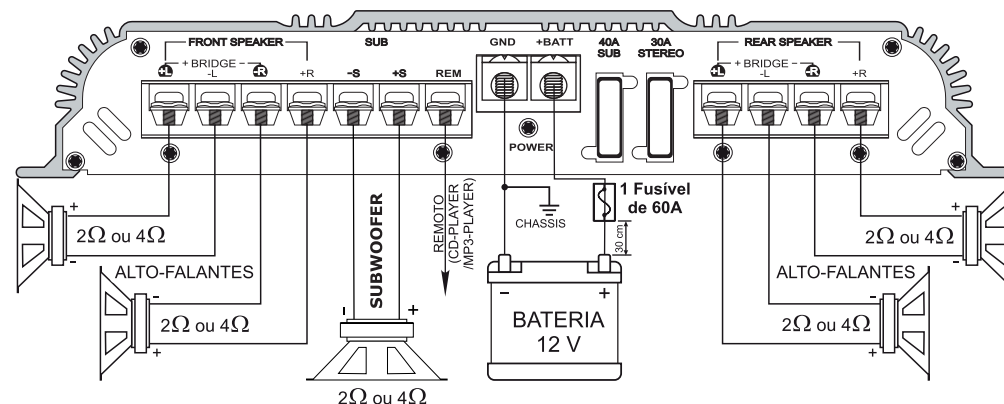 FRONT SPEAKER
+L + BRIDGE -R
-L +R
SUB
-S +S REM
GND +BATT
POWER
40A
SUB
30A
STEREO
REAR SPEAKER
+L + BRIDGE -R
-L +R
+
2Ω ou 4Ω
-
ALTO-FALANTES
-
2Ω ou 4Ω
+
SUBWOOFER
- +
2Ω ou 4Ω
REMOTO
(CD-PLAYER
/MP3-PLAYER)
CHASSIS
1 Fusível
de 60A
30 cm
- +
BATERIA
12 V
+
2Ω ou 4Ω
-
ALTO-FALANTES
-
2Ω ou 4Ω
+